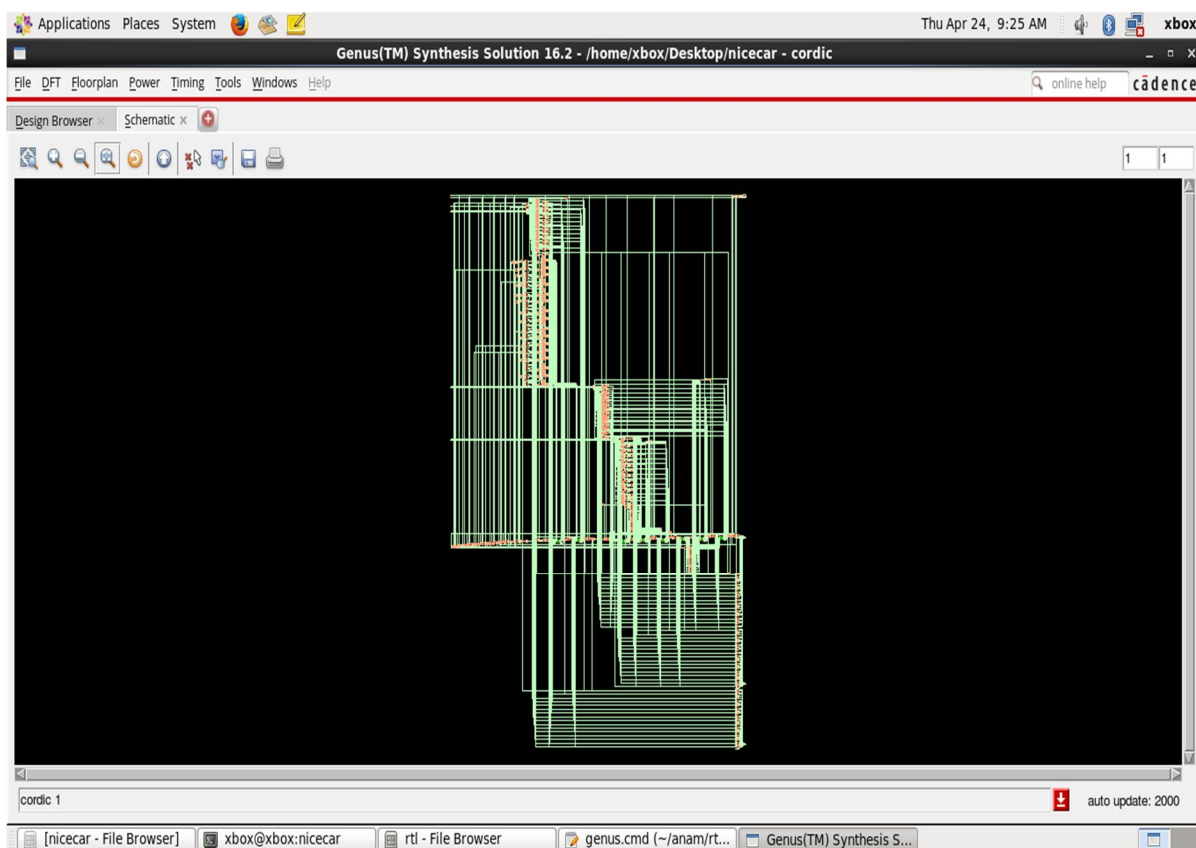 Applications Places System Thu Apr 24, 9:25 AM xbox
Genus(TM) Synthesis Solution 16.2 - /home/xbox/Desktop/nicecar - cordic
File DFT Floorplan Power Timing Tools Windows Help online help cādence
Design Browser Schematic
1 1
cordic 1 auto update: 2000
[nicecar - File Browser] xbox@xbox:nicecar rtl - File Browser genus.cmd (~/anam/rt... Genus(TM) Synthesis S...